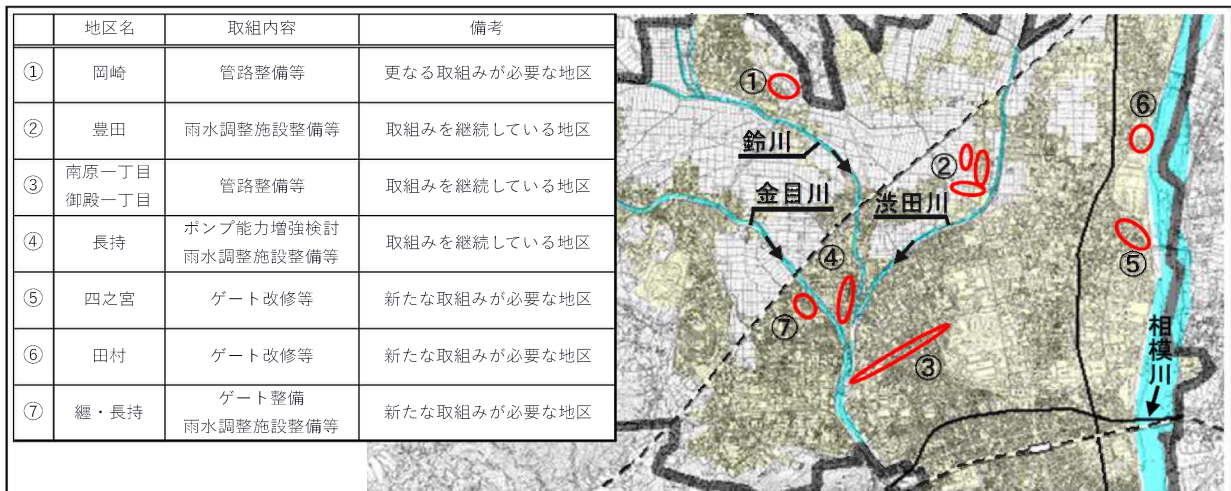 地区名 取組内容 備考
① 岡崎 管路整備等 更なる取組みが必要な地区
② 豊田 雨水調整施設整備等 取組みを継続している地区
③ 南原一丁目 管路整備等 取組みを継続している地区
御殿一丁目
④ 長持 ポンプ能力増強検討 取組みを継続している地区
雨水調整施設整備等
⑤ 四之宮 ゲート改修等 新たな取組みが必要な地区
⑥ 田村 ゲート改修等 新たな取組みが必要な地区
⑦ 纒・長持 ゲート整備 新たな取組みが必要な地区
雨水調整施設整備等
①
⑥
鈴川
②
金目川
渋田川
④
⑤
⑦
相模川
③